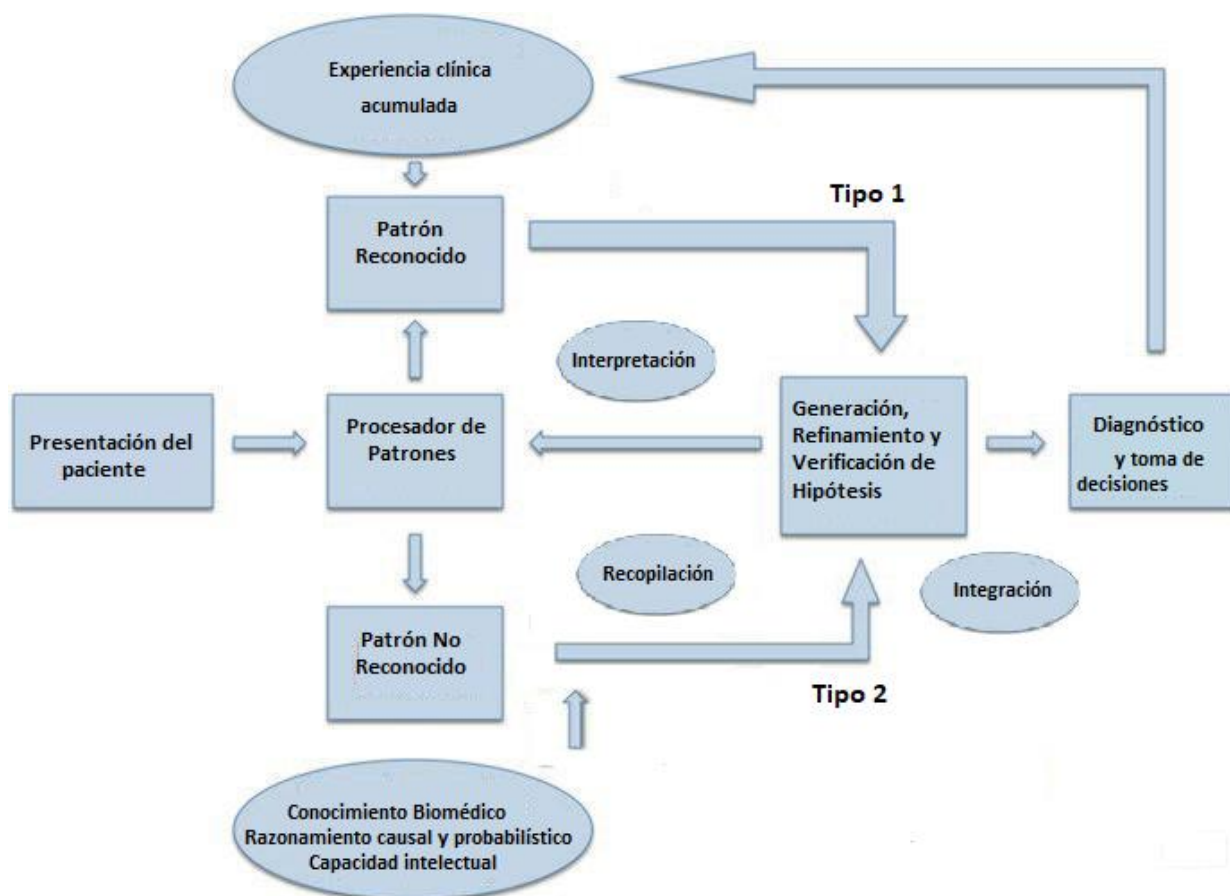 Experiencia clínica
acumulada
Tipo 1
Patrón
Reconocido
Interpretación
Presentación del
paciente
Procesador de
Patrones
Generación,
Refinamiento y
Verificación de
Hipótesis
Diagnóstico
y toma de
decisiones
Recopilación
Integración
Patrón No
Reconocido
Tipo 2
Conocimiento Biomédico
Razonamiento causal y probabilístico
Capacidad intelectual